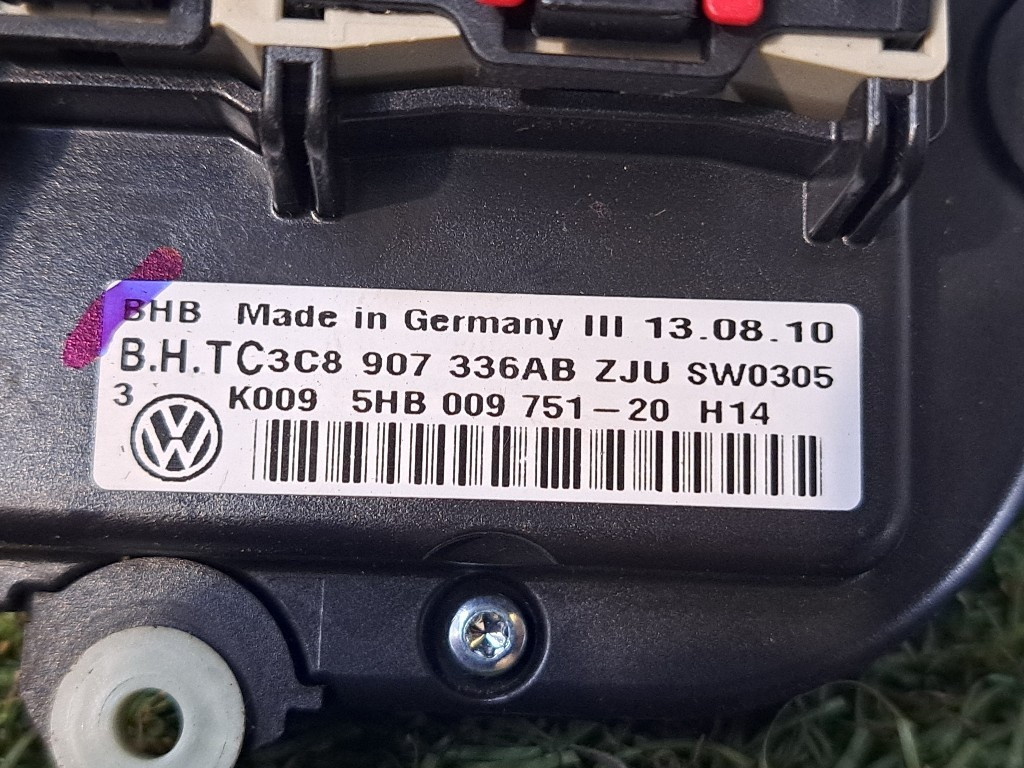 BHB Made in Germany III 13.08.10
B.H.TC3C8 907 336AB ZJU SW0305
3 K009 5HB 009 751-20 H14